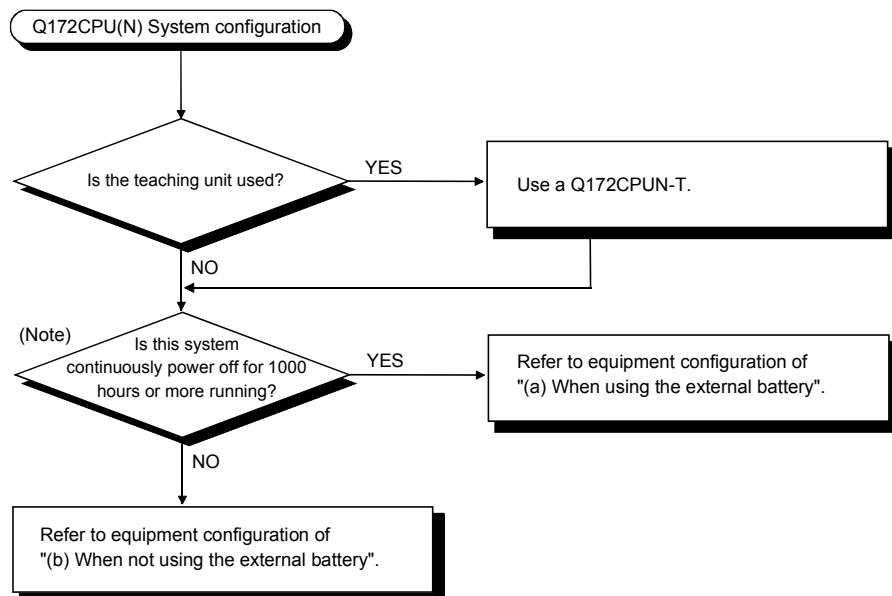 Q172CPU(N) System configuration
Is the teaching unit used?
YES
Use a Q172CPUN-T.
NO
(Note)
Is this system
continuously power off for 1000
hours or more running?
YES
Refer to equipment configuration of
"(a) When using the external battery".
NO
Refer to equipment configuration of
"(b) When not using the external battery".